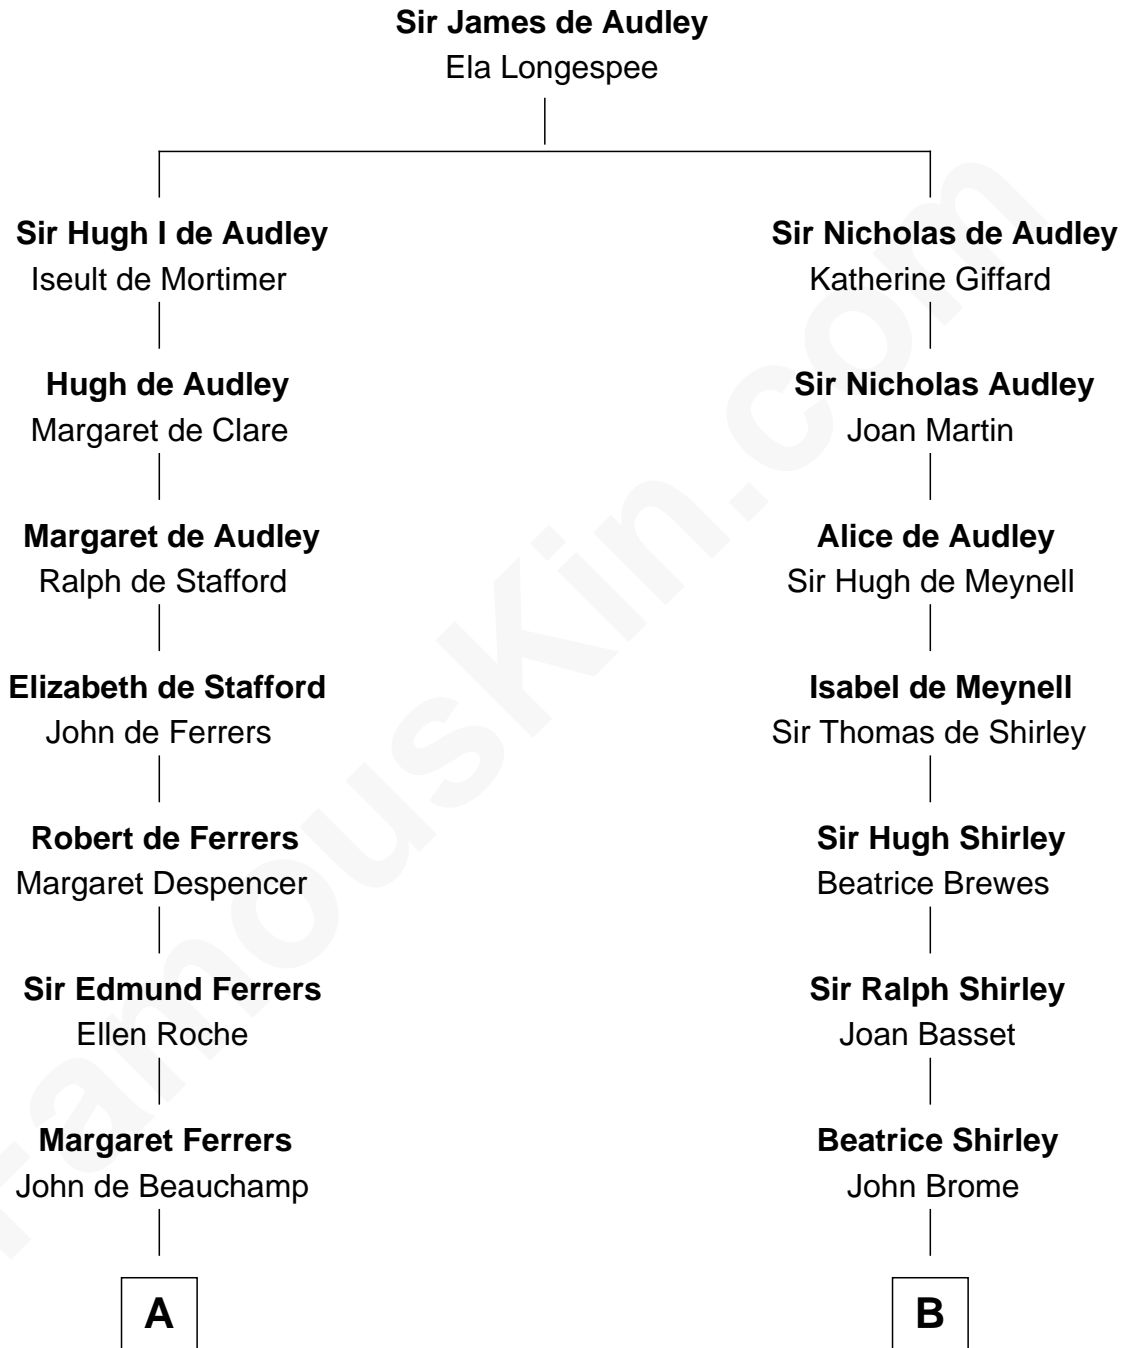 Sir James de Audley
Ela Longespee
Sir Hugh I de Audley
Iseult de Mortimer
Hugh de Audley
Margaret de Clare
Margaret de Audley
Ralph de Stafford
Elizabeth de Stafford
John de Ferrers
Robert de Ferrers
Margaret Despencer
Sir Edmund Ferrers
Ellen Roche
Margaret Ferrers
John de Beauchamp
A
Sir Nicholas de Audley
Katherine Giffard
Sir Nicholas Audley
Joan Martin
Alice de Audley
Sir Hugh de Meynell
Isabel de Meynell
Sir Thomas de Shirley
Sir Hugh Shirley
Beatrice Brewes
Sir Ralph Shirley
Joan Basset
Beatrice Shirley
John Brome
B
FamousKin.com